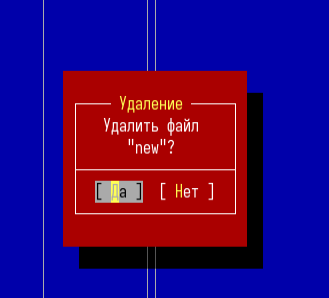 Удаление
Удалить файл
"new"?
[ Да ] [ Нет ]